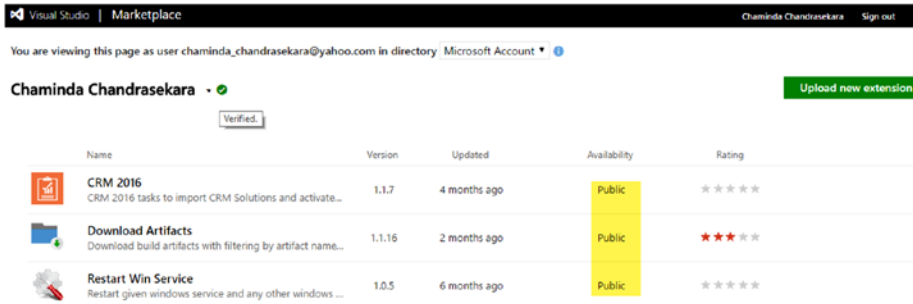 Visual Studio | Marketplace Chaminda Chandrasekara Sign out
You are viewing this page as user chaminda_chandrasekara@yahoo.com in directory Microsoft Account
Chaminda Chandrasekara Upload new extension
Verified.
Name Version Updated Availability Rating
CRM 2016
CRM 2016 tasks to import CRM Solutions and activate... 1.1.7 4 months ago Public
Download Artifacts
Download build artifacts with filtering by artifact name... 1.1.16 2 months ago Public
Restart Win Service
Restart given windows service and any other windows ... 1.0.5 6 months ago Public